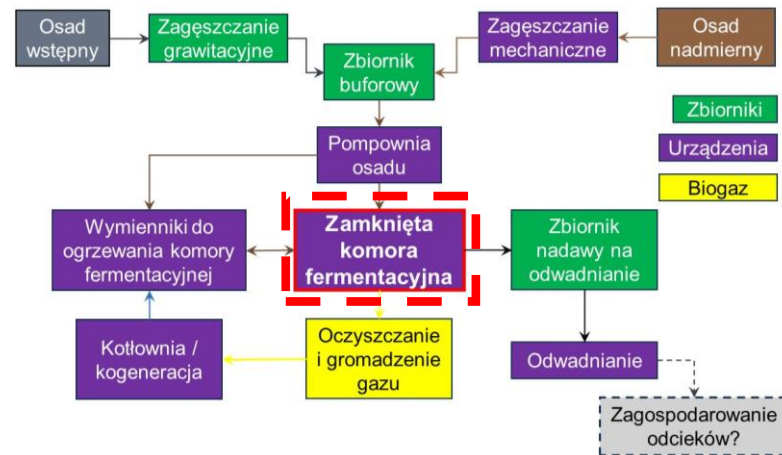 Osad
wstępny
Zagęszczanie
grawitacyjne
Zbiornik
buforowy
Zagęszczanie
mechaniczne
Osad
nadmierny
Zbiorniki
Urządzenia
Biogaz
Pompownia
osadu
Wymienniki do
ogrzewania komory
fermentacyjnej
Zamknięta
komora
fermentacyjna
Zbiornik
nadawy na
odwadnianie
Kotłownia /
kogeneracja
Oczyszczanie
i gromadzenie
gazu
Odwadnianie
Zagospodarowanie
odcieków?